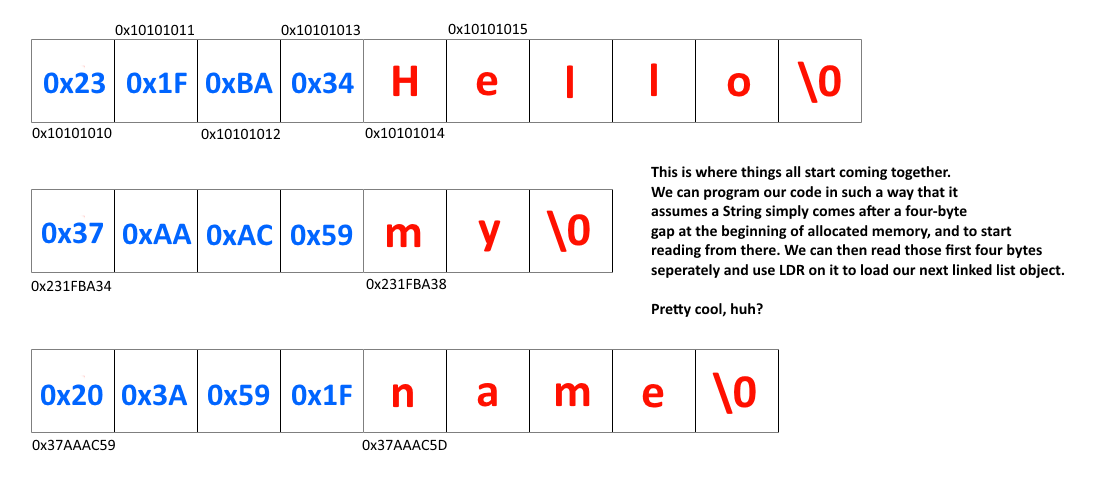 0x10101011 0x10101013 0x10101015
0x23 0x1F 0xBA 0x34 H e l l o \0
0x10101010 0x10101012 0x10101014
This is where things all start coming together.
We can program our code in such a way that it
assumes a String simply comes after a four-byte
gap at the beginning of allocated memory, and to start
reading from there. We can then read those first four bytes
seperately and use LDR on it to load our next linked list object.
Pretty cool, huh?
0x37 0xAA 0xAC 0x59 m y \0
0x231FBA34 0x231FBA38
0x20 0x3A 0x59 0x1F n a m e \0
0x37AAAC59 0x37AAAC5D